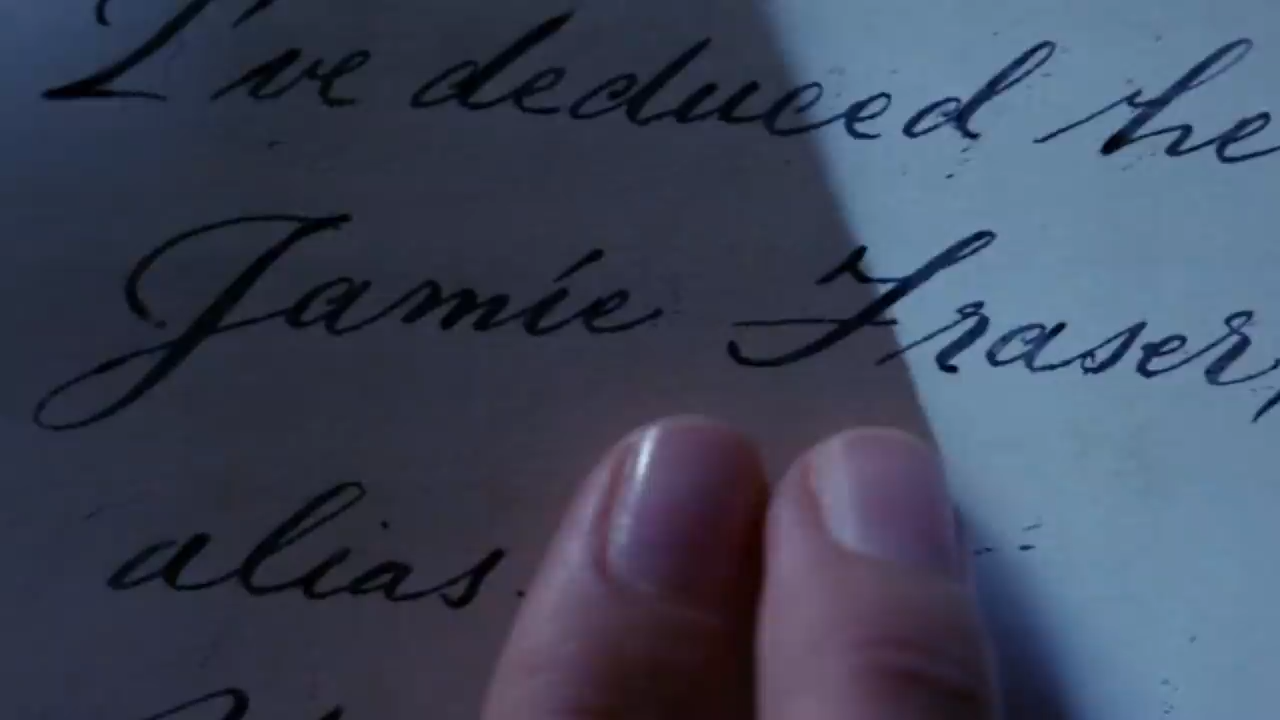 I've deduced he
Jamie Fraser,
alias